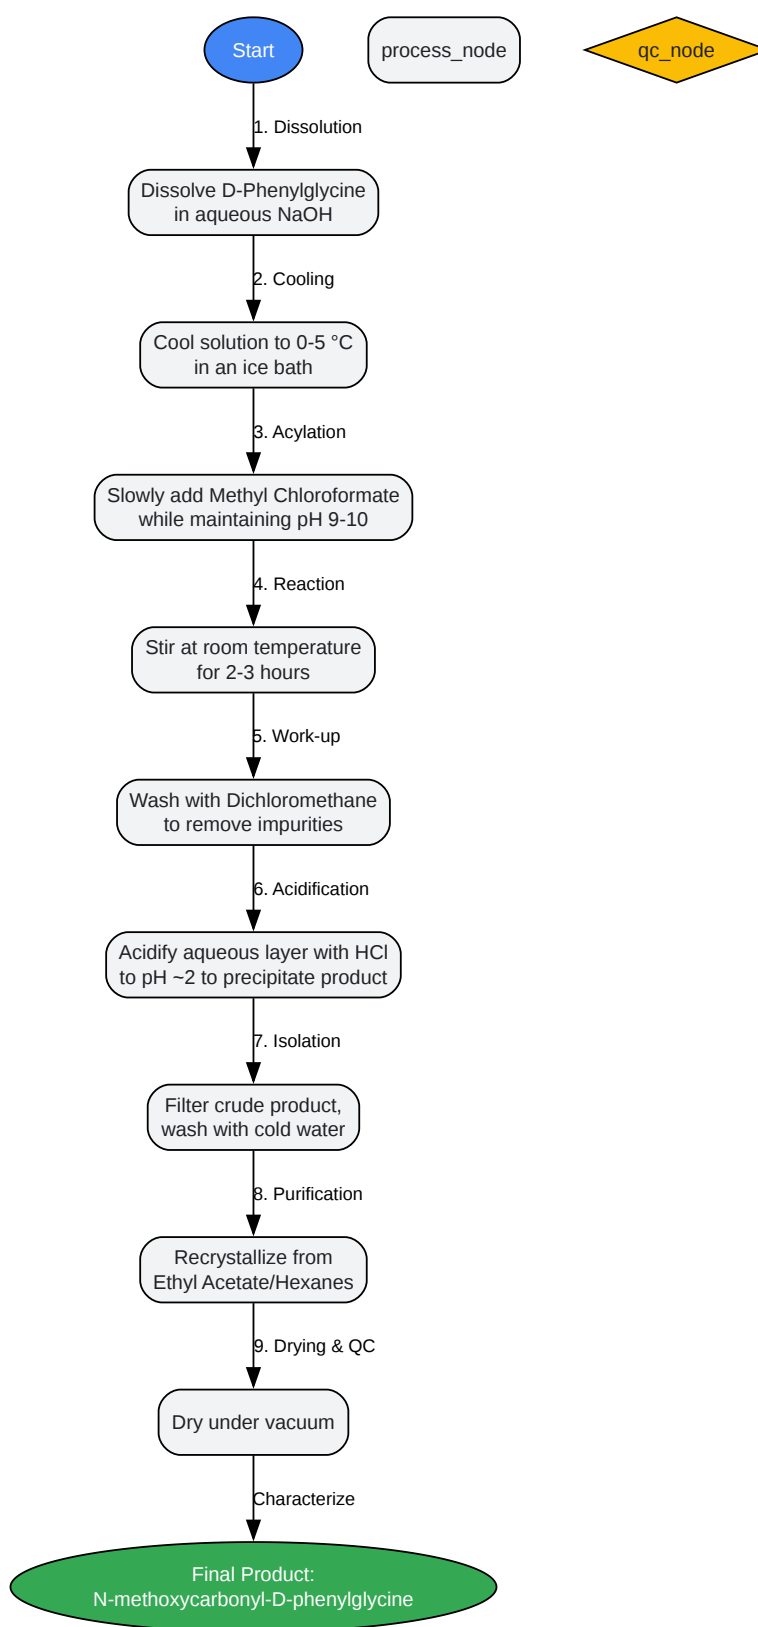 Start
process_node
qc_node
1. Dissolution
Dissolve D-Phenylglycine
in aqueous NaOH
2. Cooling
Cool solution to 0-5 °C
in an ice bath
3. Acylation
Slowly add Methyl Chloroformate
while maintaining pH 9-10
4. Reaction
Stir at room temperature
for 2-3 hours
5. Work-up
Wash with Dichloromethane
to remove impurities
6. Acidification
Acidify aqueous layer with HCl
to pH ~2 to precipitate product
7. Isolation
Filter crude product,
wash with cold water
8. Purification
Recrystallize from
Ethyl Acetate/Hexanes
9. Drying & QC
Dry under vacuum
Characterize
Final Product:
N-methoxycarbonyl-D-phenylglycine